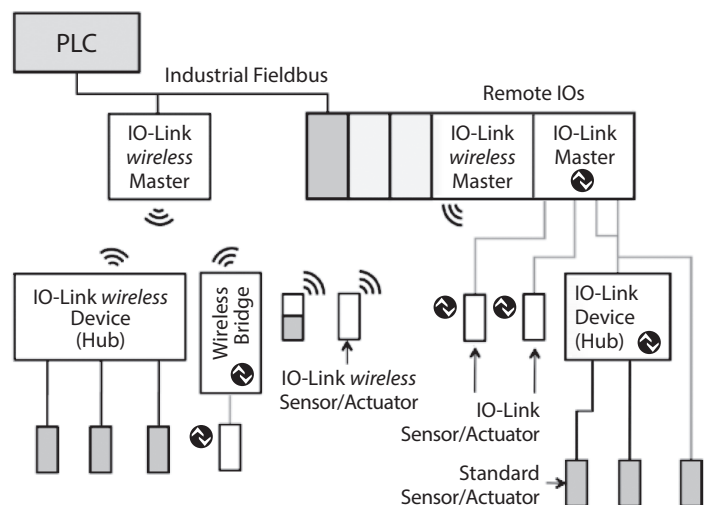 PLC
Industrial Fieldbus
Remote IOs
IO-Link
wireless
Master
IO-Link
wireless
Master
IO-Link
Master
IO-Link wireless
Device
(Hub)
Wireless
Bridge
IO-Link wireless
Sensor/Actuator
IO-Link
Sensor/Actuator
IO-Link
Device
(Hub)
Standard
Sensor/Actuator